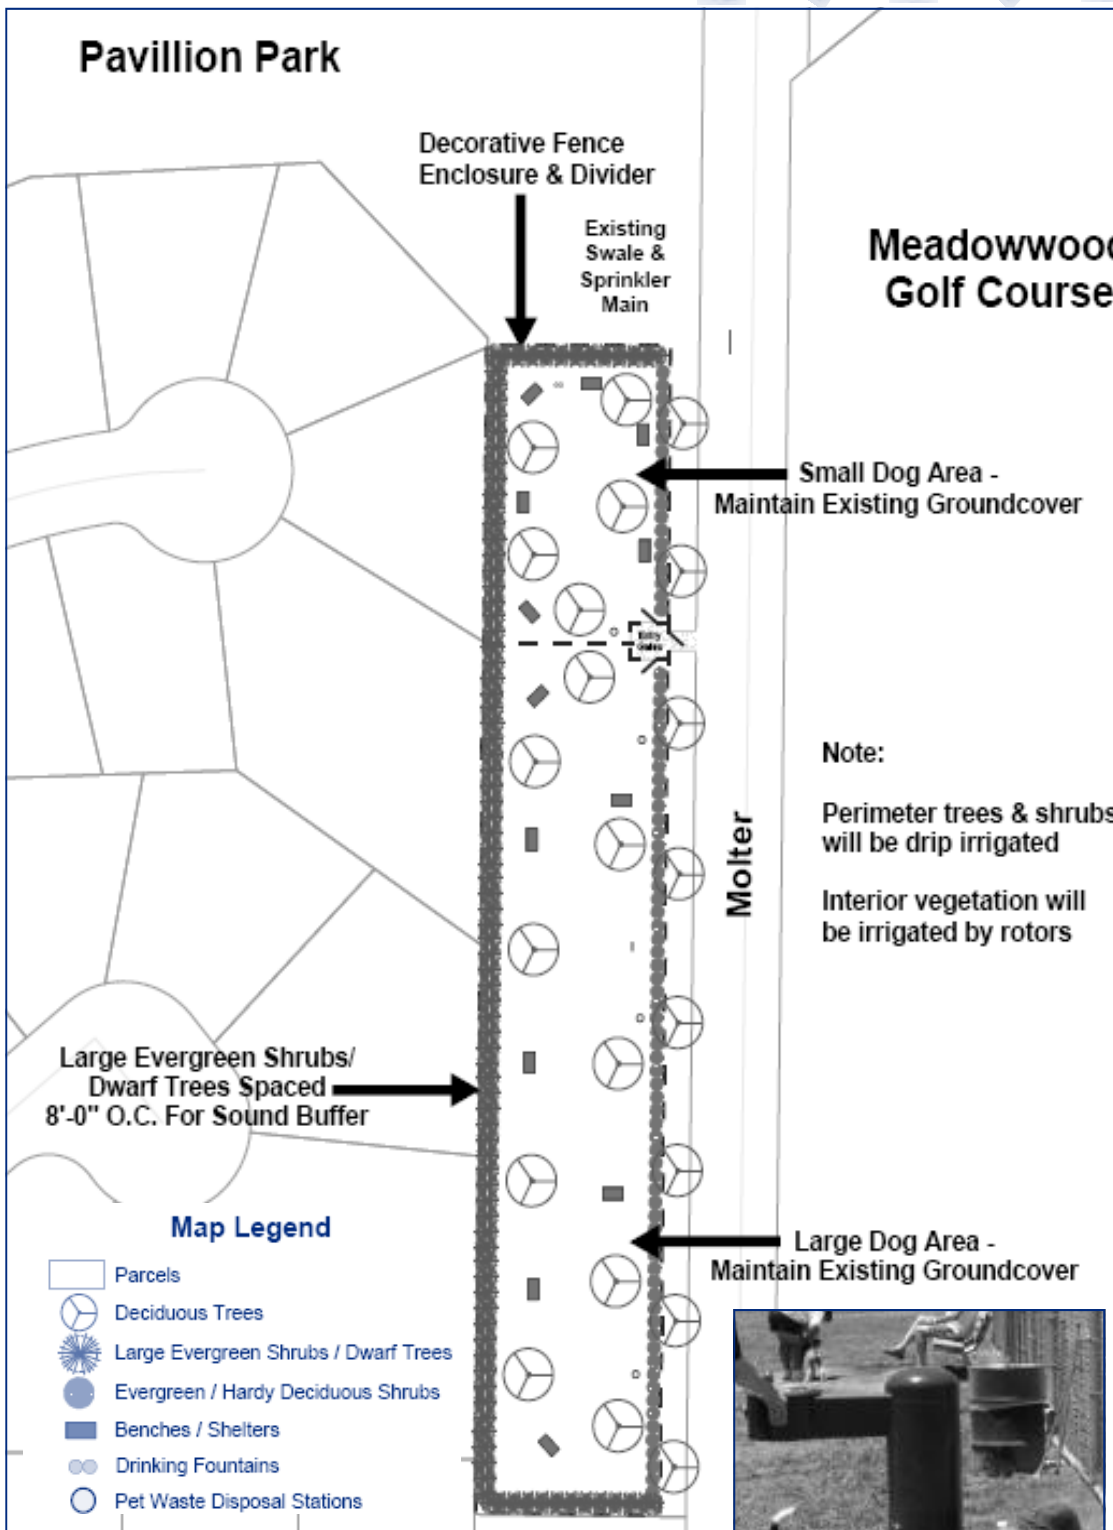 Pavillion Park
Decorative Fence
Enclosure & Divider
Existing
Swale &
Sprinkler
Main
Meadowwood
Golf Course
Small Dog Area -
Maintain Existing Groundcover
Entry
Gates
Note:
Perimeter trees & shrubs
will be drip irrigated
Interior vegetation will
be irrigated by rotors
Molter
Large Evergreen Shrubs/
Dwarf Trees Spaced
8'-0" O.C. For Sound Buffer
Large Dog Area -
Maintain Existing Groundcover
Map Legend
Parcels
Deciduous Trees
Large Evergreen Shrubs / Dwarf Trees
Evergreen / Hardy Deciduous Shrubs
Benches / Shelters
Drinking Fountains
Pet Waste Disposal Stations